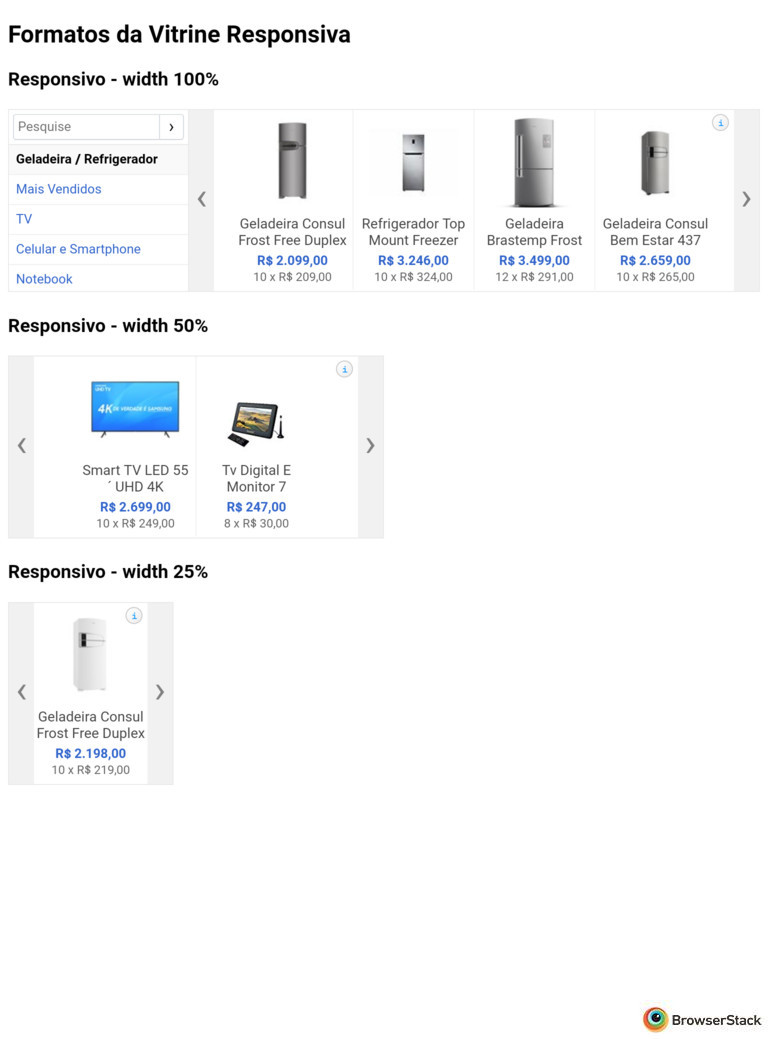 Formatos da Vitrine Responsiva
Responsivo - width 100%
Pesquise
Geladeira / Refrigerador
Mais Vendidos
TV
Celular e Smartphone
Notebook
Geladeira Consul
Frost Free Duplex
R$ 2.099,00
10 x R$ 209,00
Refrigerador Top
Mount Freezer
R$ 3.246,00
10 x R$ 324,00
Geladeira
Brastemp Frost
R$ 3.499,00
12 x R$ 291,00
i
Geladeira Consul
Bem Estar 437
R$ 2.659,00
10 x R$ 265,00
Responsivo - width 50%
UHD TV
4K DE VERDADE É SAMSUNG
Smart TV LED 55
´ UHD 4K
R$ 2.699,00
10 x R$ 249,00
i
Tv Digital E
Monitor 7
R$ 247,00
8 x R$ 30,00
Responsivo - width 25%
i
Geladeira Consul
Frost Free Duplex
R$ 2.198,00
10 x R$ 219,00
BrowserStack